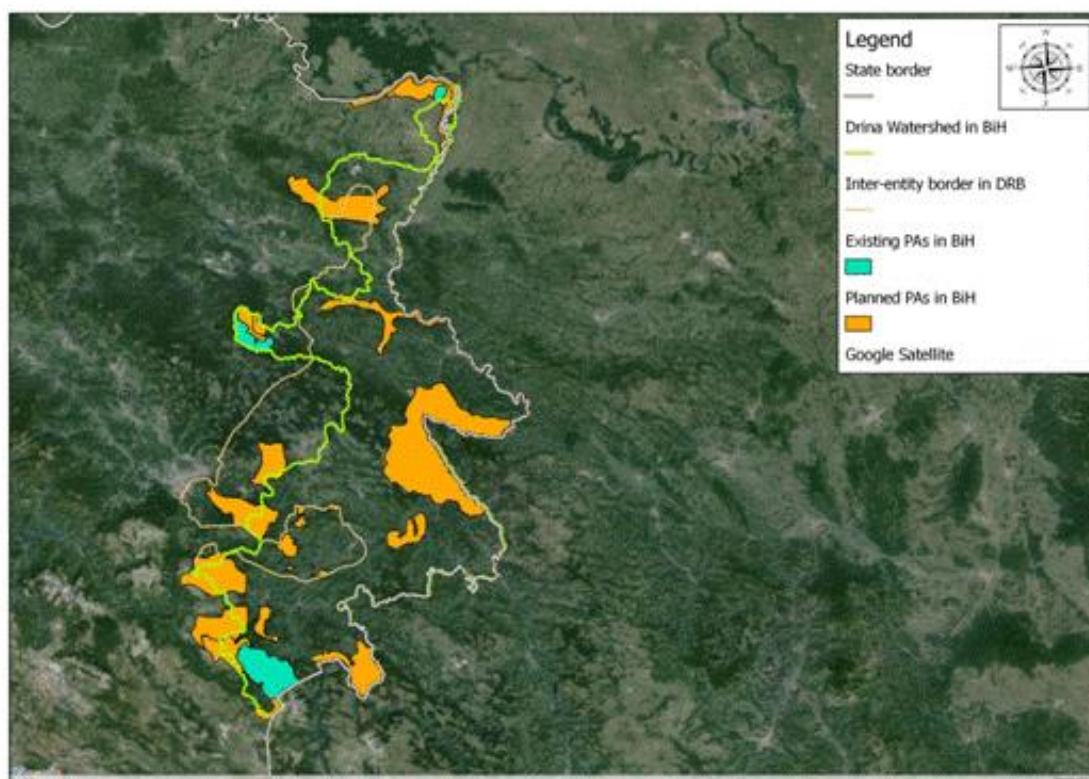 Legend
State border
Drina Watershed in BiH
Inter-entity border in DRB
Existing PAs in BiH
Planned PAs in BiH
Google Satellite